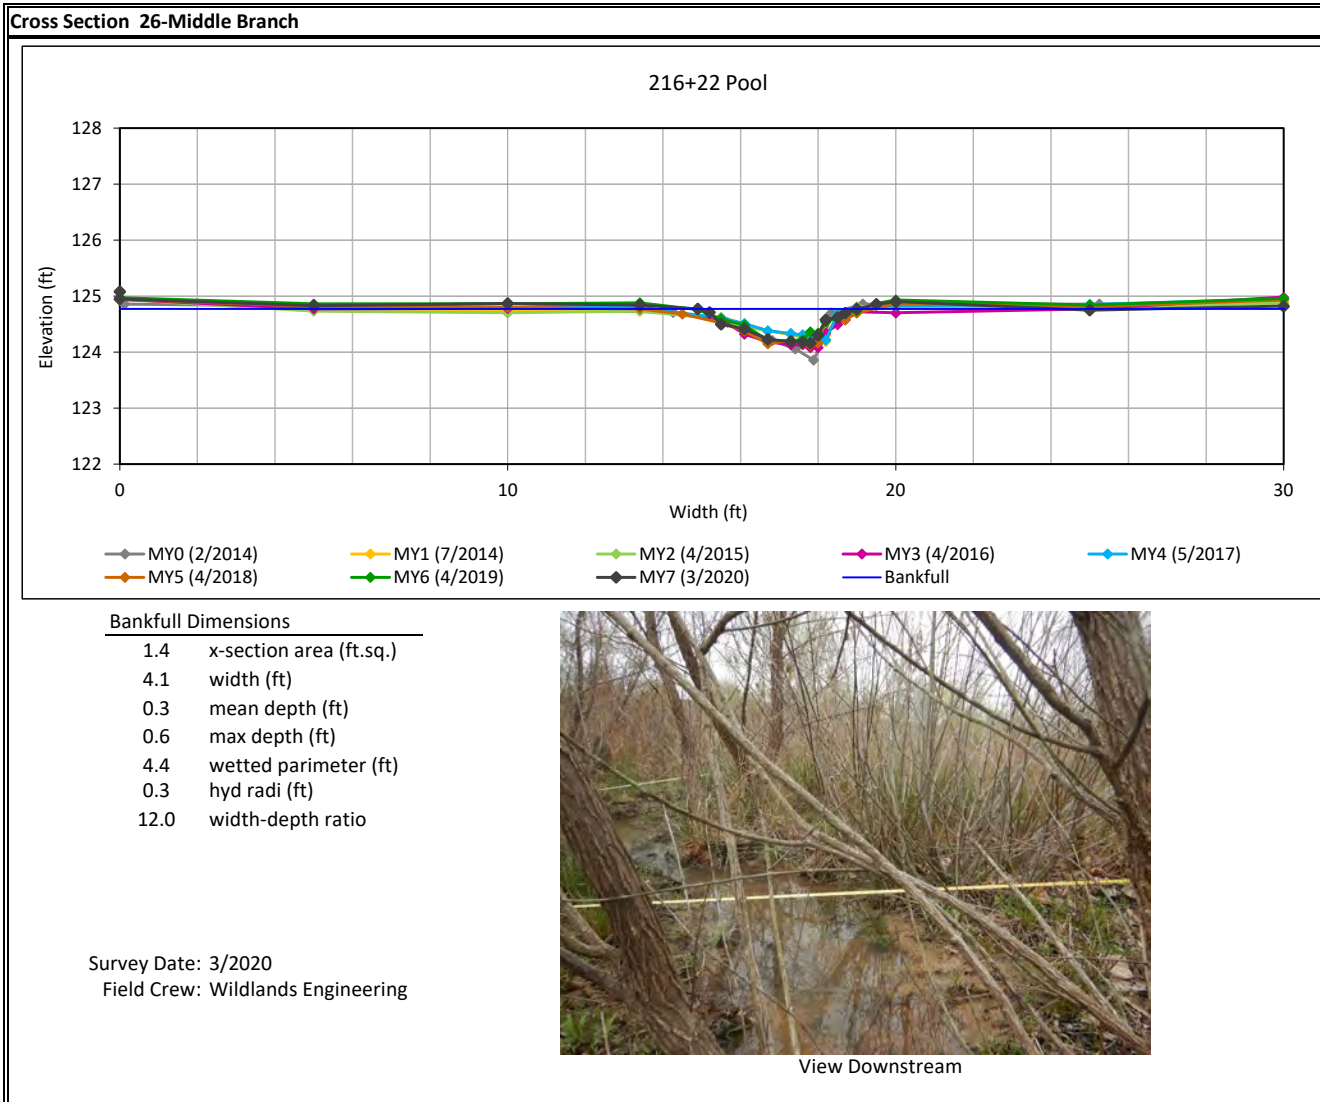 Cross Section 26-Middle Branch
216+22 Pool
Elevation (ft)
128
127
126
125
124
123
122
0 10 20 30
Width (ft)
MY0 (2/2014) MY1 (7/2014) MY2 (4/2015) MY3 (4/2016) MY4 (5/2017)
MY5 (4/2018) MY6 (4/2019) MY7 (3/2020) Bankfull
Bankfull Dimensions
1.4 x-section area (ft.sq.)
4.1 width (ft)
0.3 mean depth (ft)
0.6 max depth (ft)
4.4 wetted parimeter (ft)
0.3 hyd radi (ft)
12.0 width-depth ratio
Survey Date: 3/2020
Field Crew: Wildlands Engineering
View Downstream